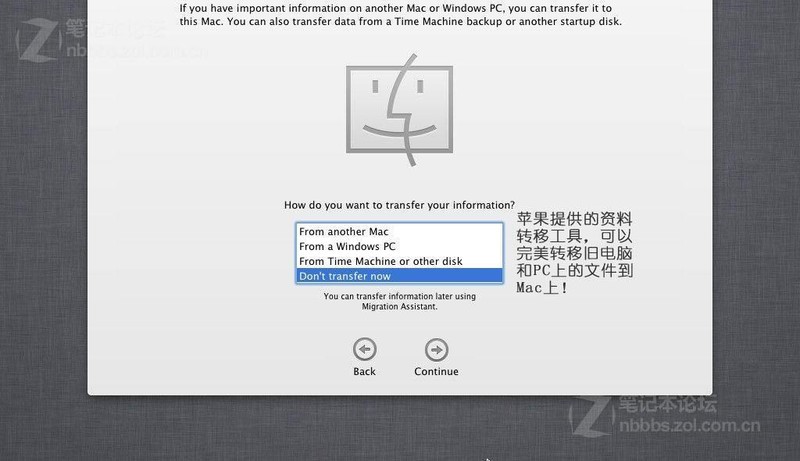 If you have important information on another Mac or Windows PC, you can transfer it to
this Mac. You can also transfer data from a Time Machine backup or another startup disk.
笔记本论坛
nbbbs.zol.com.cn
How do you want to transfer your information?
From another Mac
From a Windows PC
From Time Machine or other disk
Don't transfer now
苹果提供的资料
转移工具，可以
完美转移旧电脑
和PC上的文件到
Mac上！
You can transfer information later using
Migration Assistant.
Back
Continue
笔记本论坛
nbbbs.zol.com.cn